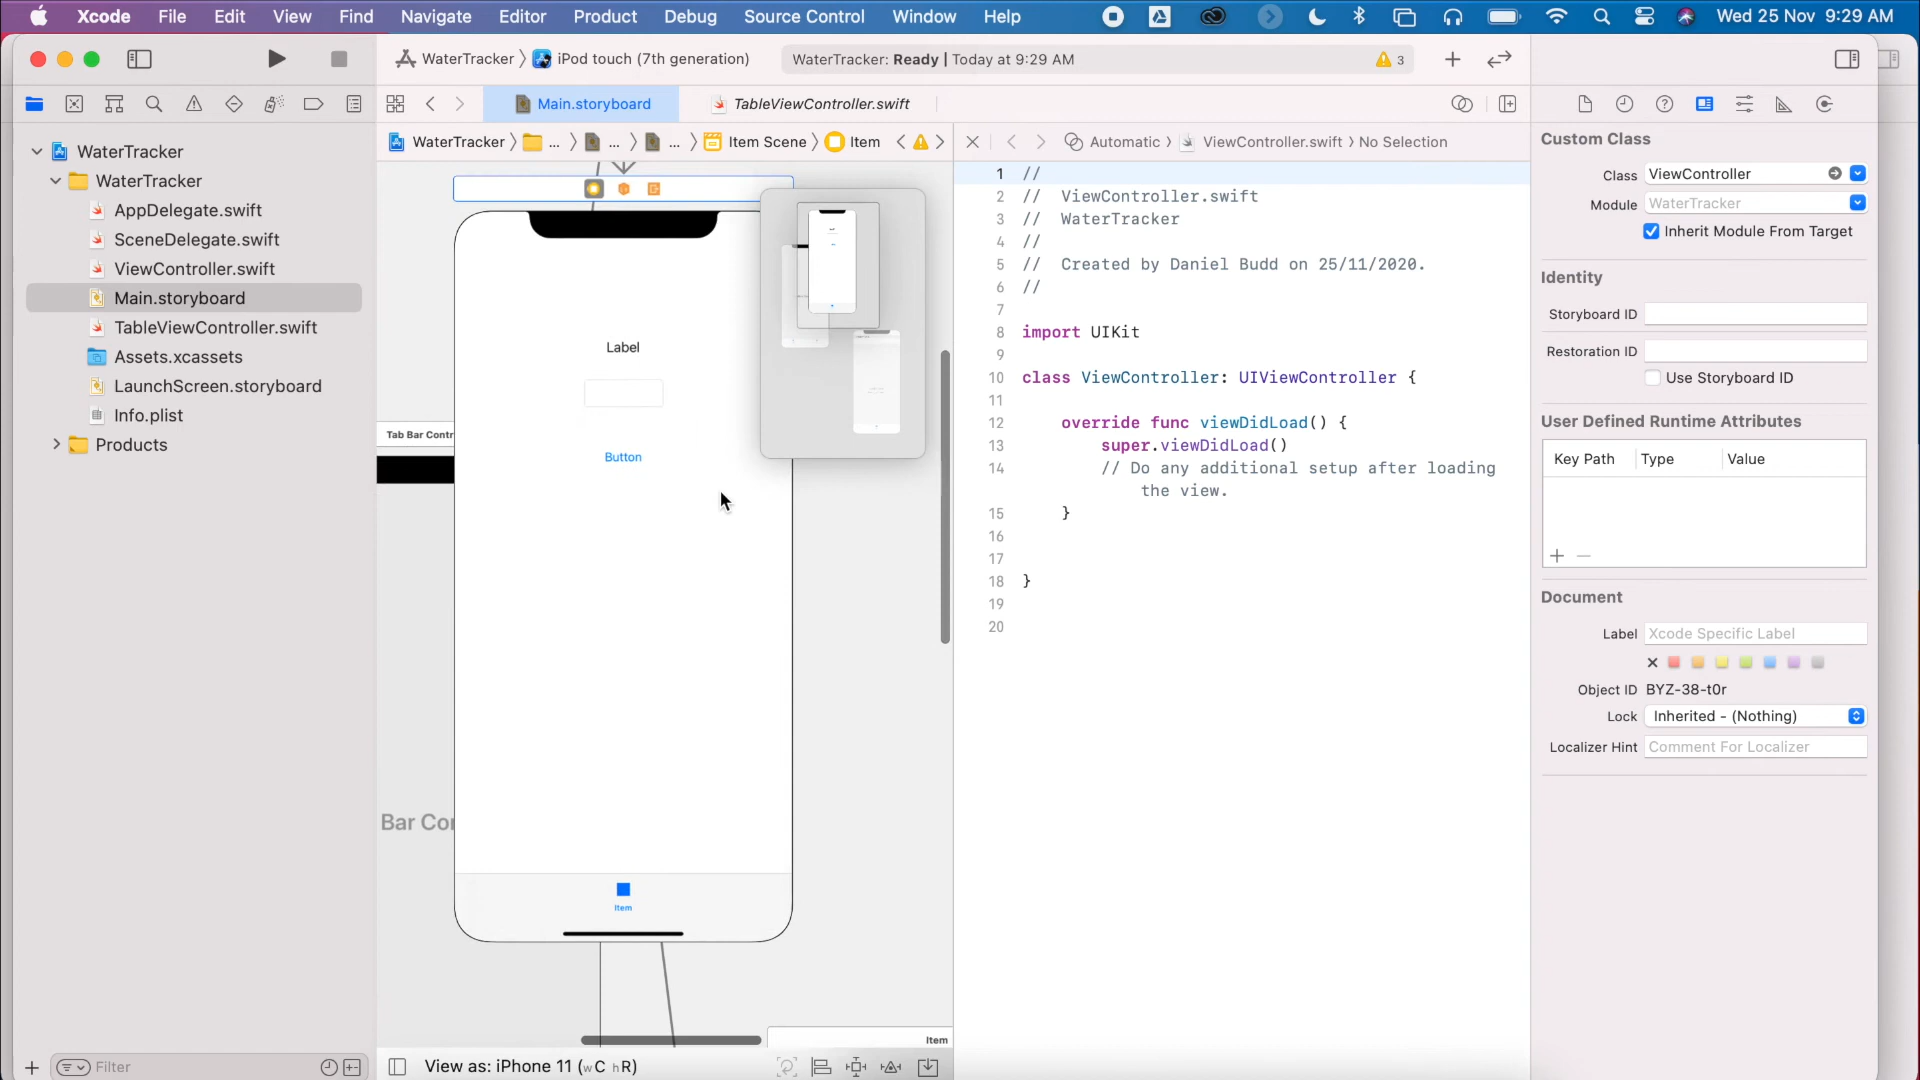 Xcode File Edit View Find Navigate Editor Product Debug Source Control Window Help Wed 25 Nov 9:29 AM
WaterTracker iPod touch (7th generation) WaterTracker: Ready | Today at 9:29 AM 3
Main.storyboard TableViewController.swift
WaterTracker ... ... ... Item Scene Item Automatic ViewController.swift No Selection
WaterTracker
WaterTracker
AppDelegate.swift
SceneDelegate.swift
ViewController.swift
Main.storyboard
TableViewController.swift
Assets.xcassets
LaunchScreen.storyboard
Info.plist
Products
Filter
Label
Button
Tab Bar Contr
Bar Cor
Item
Item
View as: iPhone 11 (wC hR)
1 //
2 // ViewController.swift
3 // WaterTracker
4 //
5 // Created by Daniel Budd on 25/11/2020.
6 //
7
8 import UIKit
9
10 class ViewController: UIViewController {
11
12 override func viewDidLoad() {
13 super.viewDidLoad()
14 // Do any additional setup after loading
the view.
15 }
16
17
18 }
19
20
Custom Class
Class ViewController
Module WaterTracker
Inherit Module From Target
Identity
Storyboard ID
Restoration ID
Use Storyboard ID
User Defined Runtime Attributes
Key Path Type Value
Document
Label Xcode Specific Label
Object ID BYZ-38-t0r
Lock Inherited - (Nothing)
Localizer Hint Comment For Localizer